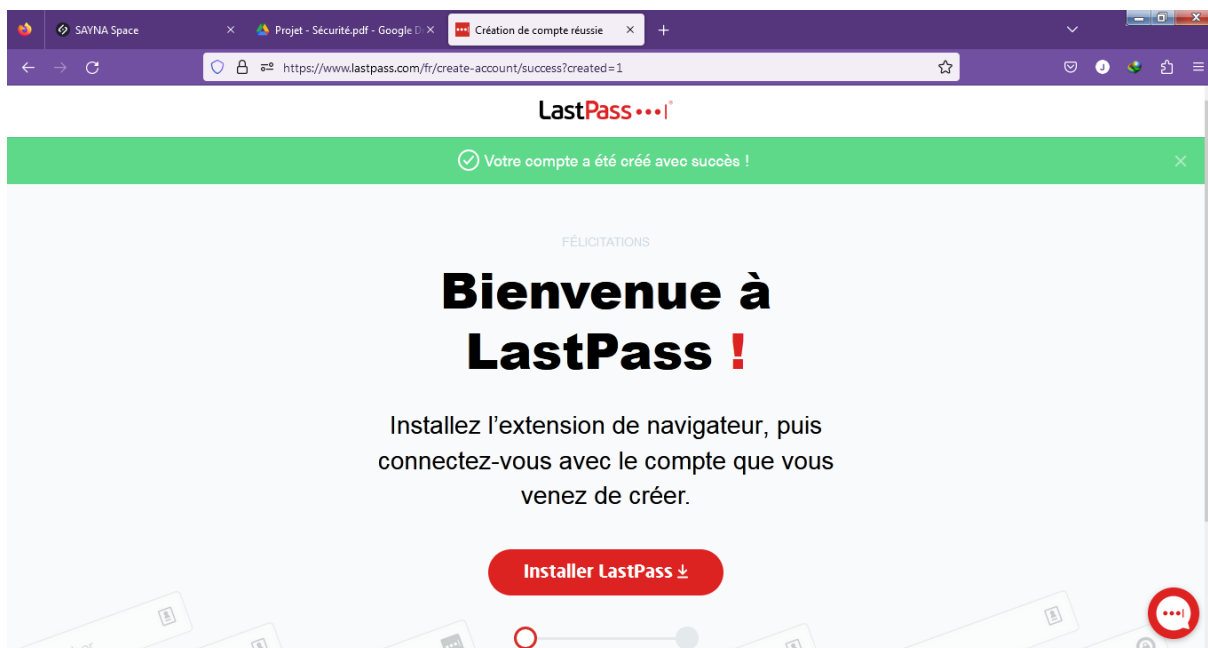 SAYNA Space
Projet - Sécurité.pdf - Google D
Création de compte réussie
https://www.lastpass.com/fr/create-account/success?created=1
J
LastPass
Votre compte a été créé avec succès !
FÉLICITATIONS
Bienvenue à
LastPass !
Installez l’extension de navigateur, puis
connectez-vous avec le compte que vous
venez de créer.
Installer LastPass